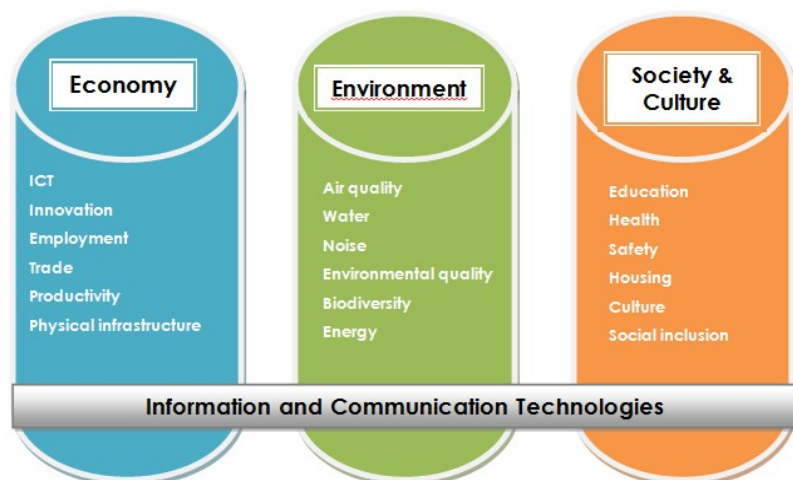 Economy
ICT
Innovation
Employment
Trade
Productivity
Physical infrastructure
Environment
Air quality
Water
Noise
Environmental quality
Biodiversity
Energy
Society &
Culture
Education
Health
Safety
Housing
Culture
Social inclusion
Information and Communication Technologies